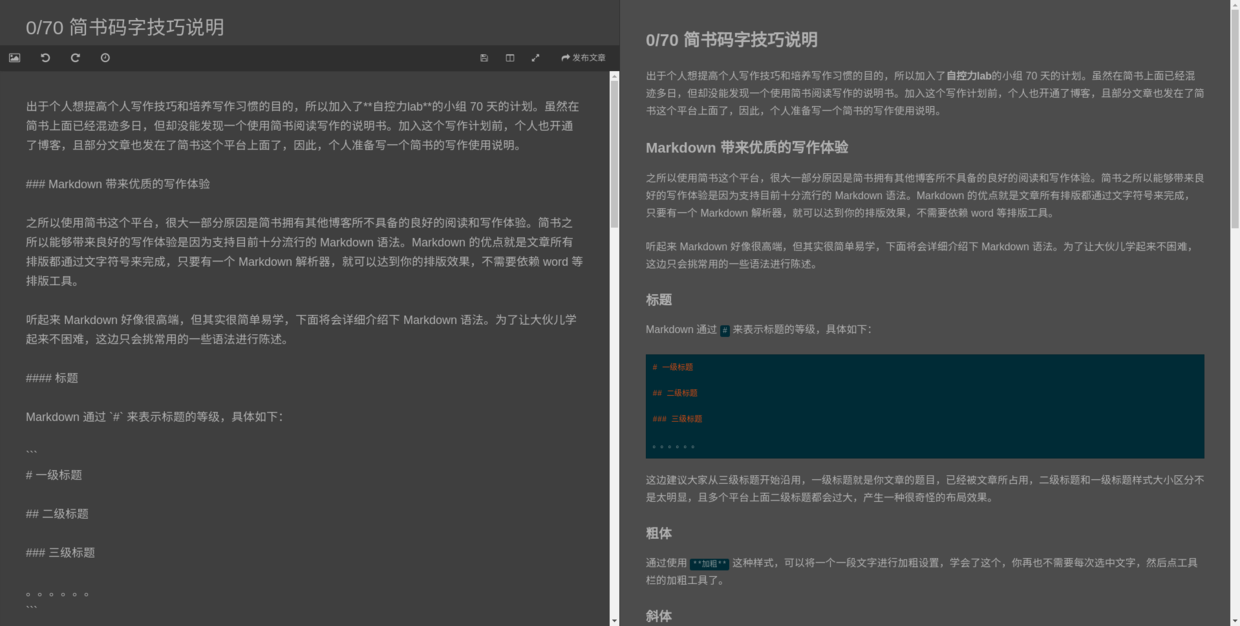 0/70 简书码字技巧说明
发布文章
出于个人想提高个人写作技巧和培养写作习惯的目的，所以加入了**自控力lab**的小组 70 天的计划。虽然在
简书上面已经混迹多日，但却没能发现一个使用简书阅读写作的说明书。加入这个写作计划前，个人也开通
了博客，且部分文章也发在了简书这个平台上面了，因此，个人准备写一个简书的写作使用说明。
### Markdown 带来优质的写作体验
之所以使用简书这个平台，很大一部分原因是简书拥有其他博客所不具备的良好的阅读和写作体验。简书之
所以能够带来良好的写作体验是因为支持目前十分流行的 Markdown 语法。Markdown 的优点就是文章所有
排版都通过文字符号来完成，只要有一个 Markdown 解析器，就可以达到你的排版效果，不需要依赖 word 等
排版工具。
听起来 Markdown 好像很高端，但其实很简单易学，下面将会详细介绍下 Markdown 语法。为了让大伙儿学
起来不困难，这边只会挑常用的一些语法进行陈述。
#### 标题
Markdown 通过 `#` 来表示标题的等级，具体如下：
```
# 一级标题
## 二级标题
### 三级标题
。。。。。。
```
0/70 简书码字技巧说明
出于个人想提高个人写作技巧和培养写作习惯的目的，所以加入了自控力lab的小组 70 天的计划。虽然在简书上面已经混
迹多日，但却没能发现一个使用简书阅读写作的说明书。加入这个写作计划前，个人也开通了博客，且部分文章也发在了简
书这个平台上面了，因此，个人准备写一个简书的写作使用说明。
Markdown 带来优质的写作体验
之所以使用简书这个平台，很大一部分原因是简书拥有其他博客所不具备的良好的阅读和写作体验。简书之所以能够带来良
好的写作体验是因为支持目前十分流行的 Markdown 语法。Markdown 的优点就是文章所有排版都通过文字符号来完成，
只要有一个 Markdown 解析器，就可以达到你的排版效果，不需要依赖 word 等排版工具。
听起来 Markdown 好像很高端，但其实很简单易学，下面将会详细介绍下 Markdown 语法。为了让大伙儿学起来不困难，
这边只会挑常用的一些语法进行陈述。
标题
Markdown 通过 # 来表示标题的等级，具体如下：
# 一级标题
## 二级标题
### 三级标题
。。。。。。
这边建议大家从三级标题开始沿用，一级标题就是你文章的题目，已经被文章所占用，二级标题和一级标题样式大小区分不
是太明显，且多个平台上面二级标题都会过大，产生一种很奇怪的布局效果。
粗体
通过使用 **加粗** 这种样式，可以将一个一段文字进行加粗设置，学会了这个，你再也不需要每次选中文字，然后点工具
栏的加粗工具了。
斜体